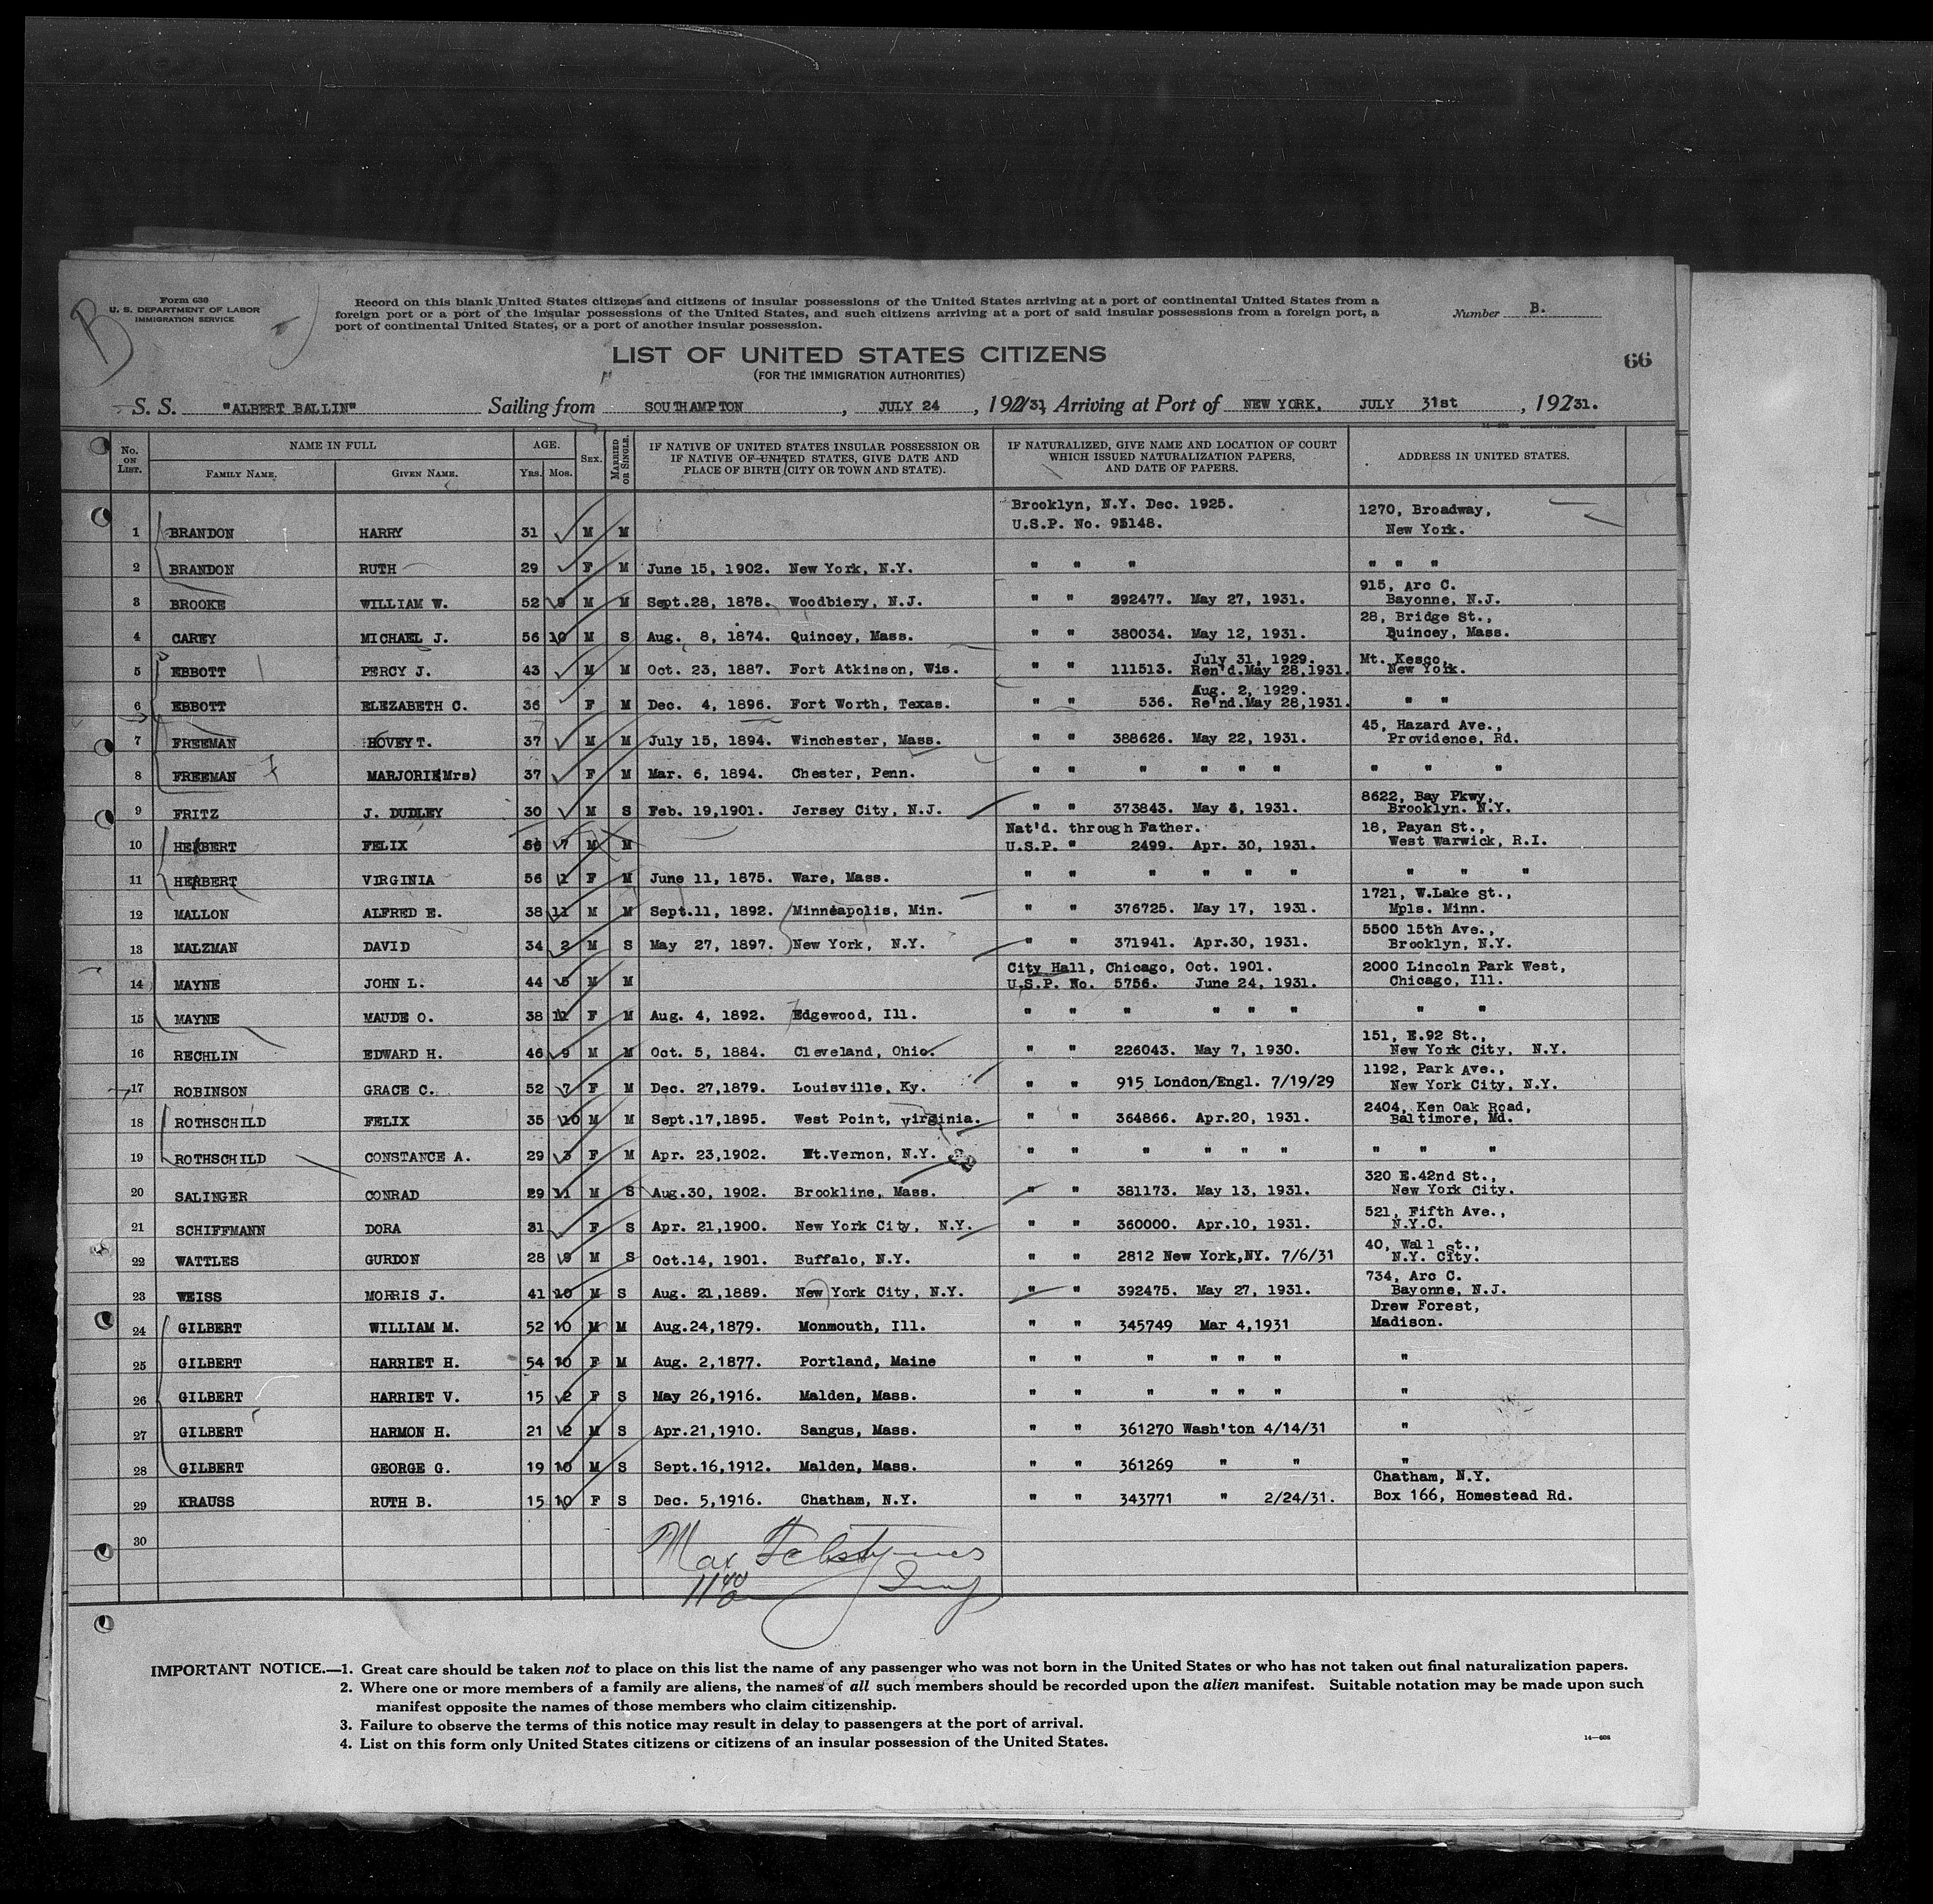 Form 630
U. S. DEPARTMENT OF LABOR
IMMIGRATION SERVICE
B
Record on this blank United States citizens and citizens of insular possessions of the United States arriving at a port of continental United States from a
foreign port or a port of the insular possessions of the United States, and such citizens arriving at a port of said insular possessions from a foreign port, a
port of continental United States, or a port of another insular possession.
Number B.
LIST OF UNITED STATES CITIZENS
(FOR THE IMMIGRATION AUTHORITIES)
66
S. S. "ALBERT BALLIN" Sailing from SOUTHAMPTON, JULY 24, 192/31, Arriving at Port of NEW YORK, JULY 31st, 19231.
No. ON LIST. NAME IN FULL AGE. SEX. MARRIED OR SINGLE. IF NATIVE OF UNITED STATES INSULAR POSSESSION OR IF NATIVE OF UNITED STATES, GIVE DATE AND PLACE OF BIRTH (CITY OR TOWN AND STATE). IF NATURALIZED, GIVE NAME AND LOCATION OF COURT WHICH ISSUED NATURALIZATION PAPERS, AND DATE OF PAPERS. ADDRESS IN UNITED STATES.
FAMILY NAME. GIVEN NAME. Yrs. Mos.
Brooklyn, N.Y. Dec. 1925. 1270, Broadway,
1 BRANDON HARRY 31 M M U.S.P. No. 95148. New York.
2 BRANDON RUTH 29 F M June 15, 1902. New York, N.Y. " " " " " "
915, Arc C.
3 BROOKE WILLIAM W. 52 9 M M Sept.28, 1878. Woodbiery, N.J. " " 392477. May 27, 1931. Bayonne, N.J.
28, Bridge St.,
4 CAREY MICHAEL J. 56 10 M S Aug. 8, 1874. Quincey, Mass. " " 380034. May 12, 1931. Quincey, Mass.
July 31, 1929. Mt. Kesco,
5 EBBOTT PERCY J. 43 M M Oct. 23, 1887. Fort Atkinson, Wis. " " 111513. Ren'd.May 28,1931. New York.
Aug. 2, 1929.
6 EBBOTT ELEZABETH C. 36 F M Dec. 4, 1896. Fort Worth, Texas. " " 536. Re'nd.May 28,1931. " "
45, Hazard Ave.,
7 FREEMAN HOVEY T. 37 M M July 15, 1894. Winchester, Mass. " " 388626. May 22, 1931. Providence, Rd.
8 FREEMAN MARJORIE(Mrs) 37 F M Mar. 6, 1894. Chester, Penn. " " " " " " " " "
8622, Bay Pkwy,
9 FRITZ J. DUDLEY 30 M S Feb. 19,1901. Jersey City, N.J. " " 373843. May 8, 1931. Brooklyn. N.Y.
Nat'd. through Father. 18, Payan St.,
10 HERBERT FELIX 56 7 M M U.S.P. " 2499. Apr. 30, 1931. West Warwick, R.I.
11 HERBERT VIRGINIA 56 1 F M June 11, 1875. Ware, Mass. " " " " " " " " "
1721, W.Lake st.,
12 MALLON ALFRED E. 38 11 M M Sept.11, 1892. Minneapolis, Min. " " 376725. May 17, 1931. Mpls. Minn.
5500 15th Ave.,
13 MALZMAN DAVID 34 2 M S May 27, 1897. New York, N.Y. " " 371941. Apr.30, 1931. Brooklyn, N.Y.
City Hall, Chicago, Oct. 1901. 2000 Lincoln Park West,
14 MAYNE JOHN L. 44 5 M M U.S.P. No. 5756. June 24, 1931. Chicago, Ill.
15 MAYNE MAUDE O. 38 11 F M Aug. 4, 1892. Edgewood, Ill. " " " " " " " "
151, E.92 St.,
16 RECHLIN EDWARD H. 46 9 M M Oct. 5, 1884. Cleveland, Ohio. " " 226043. May 7, 1930. New York City, N.Y.
1192, Park Ave.,
17 ROBINSON GRACE C. 52 7 F M Dec. 27,1879. Louisville, Ky. " " 915 London/Engl. 7/19/29 New York City, N.Y.
2404, Ken Oak Road,
18 ROTHSCHILD FELIX 35 10 M M Sept.17,1895. West Point, virginia. " " 364866. Apr.20, 1931. Baltimore, Md.
19 ROTHSCHILD CONSTANCE A. 29 3 F M Apr. 23,1902. Mt.Vernon, N.Y. " " " " " " " " "
320 E.42nd St.,
20 SALINGER CONRAD 29 11 M S Aug.30, 1902. Brookline, Mass. " " 381173. May 13, 1931. New York City.
521, Fifth Ave.,
21 SCHIFFMANN DORA 31 F S Apr. 21,1900. New York City, N.Y. " " 360000. Apr.10, 1931. N.Y.C.
40, Wall st.,
22 WATTLES GURDON 28 9 M S Oct.14, 1901. Buffalo, N.Y. " " 2812 New York,NY. 7/6/31 N.Y. City.
734, Arc C.
23 WEISS MORRIS J. 41 10 M S Aug. 21,1889. New York City, N.Y. " " 392475. May 27, 1931. Bayonne, N.J.
Drew Forest,
24 GILBERT WILLIAM M. 52 10 M M Aug.24,1879. Monmouth, Ill. " " 345749 Mar 4,1931 Madison.
25 GILBERT HARRIET H. 54 10 F M Aug. 2,1877. Portland, Maine " " " " " " "
26 GILBERT HARRIET V. 15 2 F S May 26,1916. Malden, Mass. " " " " " " "
27 GILBERT HARMON H. 21 2 M S Apr.21,1910. Sangus, Mass. " " 361270 Wash'ton 4/14/31 "
28 GILBERT GEORGE G. 19 10 M S Sept.16,1912. Malden, Mass. " " 361269 " " "
Chatham, N.Y.
29 KRAUSS RUTH B. 15 10 F S Dec. 5,1916. Chatham, N.Y. " " 343771 " 2/24/31. Box 166, Homestead Rd.
30
Max
11 40 a
IMPORTANT NOTICE.—1. Great care should be taken not to place on this list the name of any passenger who was not born in the United States or who has not taken out final naturalization papers.
2. Where one or more members of a family are aliens, the names of all such members should be recorded upon the alien manifest. Suitable notation may be made upon such
manifest opposite the names of those members who claim citizenship.
3. Failure to observe the terms of this notice may result in delay to passengers at the port of arrival.
4. List on this form only United States citizens or citizens of an insular possession of the United States.
14—608